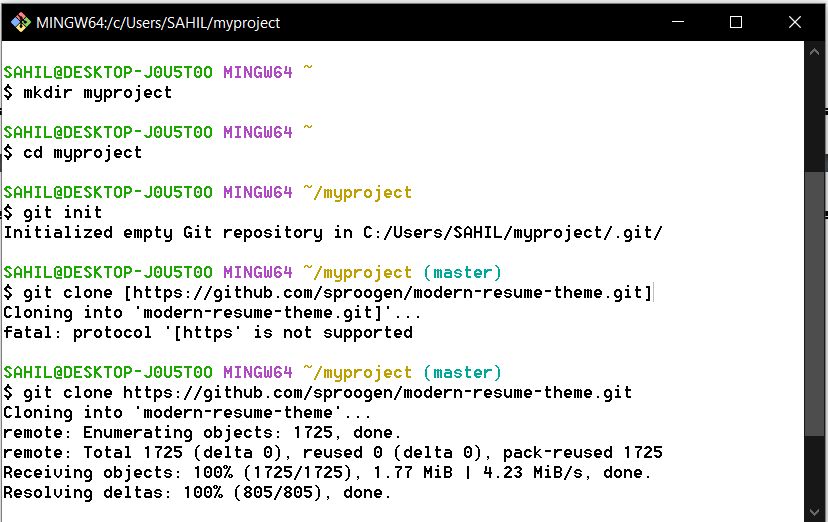 MINGW64:/c/Users/SAHIL/myproject
SAHIL@DESKTOP-J0U5T0O MINGW64 ~
$ mkdir myproject
SAHIL@DESKTOP-J0U5T0O MINGW64 ~
$ cd myproject
SAHIL@DESKTOP-J0U5T0O MINGW64 ~/myproject
$ git init
Initialized empty Git repository in C:/Users/SAHIL/myproject/.git/
SAHIL@DESKTOP-J0U5T0O MINGW64 ~/myproject (master)
$ git clone [https://github.com/sproogen/modern-resume-theme.git]
Cloning into 'modern-resume-theme.git]'...
fatal: protocol '[https' is not supported
SAHIL@DESKTOP-J0U5T0O MINGW64 ~/myproject (master)
$ git clone https://github.com/sproogen/modern-resume-theme.git
Cloning into 'modern-resume-theme'...
remote: Enumerating objects: 1725, done.
remote: Total 1725 (delta 0), reused 0 (delta 0), pack-reused 1725
Receiving objects: 100% (1725/1725), 1.77 MiB | 4.23 MiB/s, done.
Resolving deltas: 100% (805/805), done.